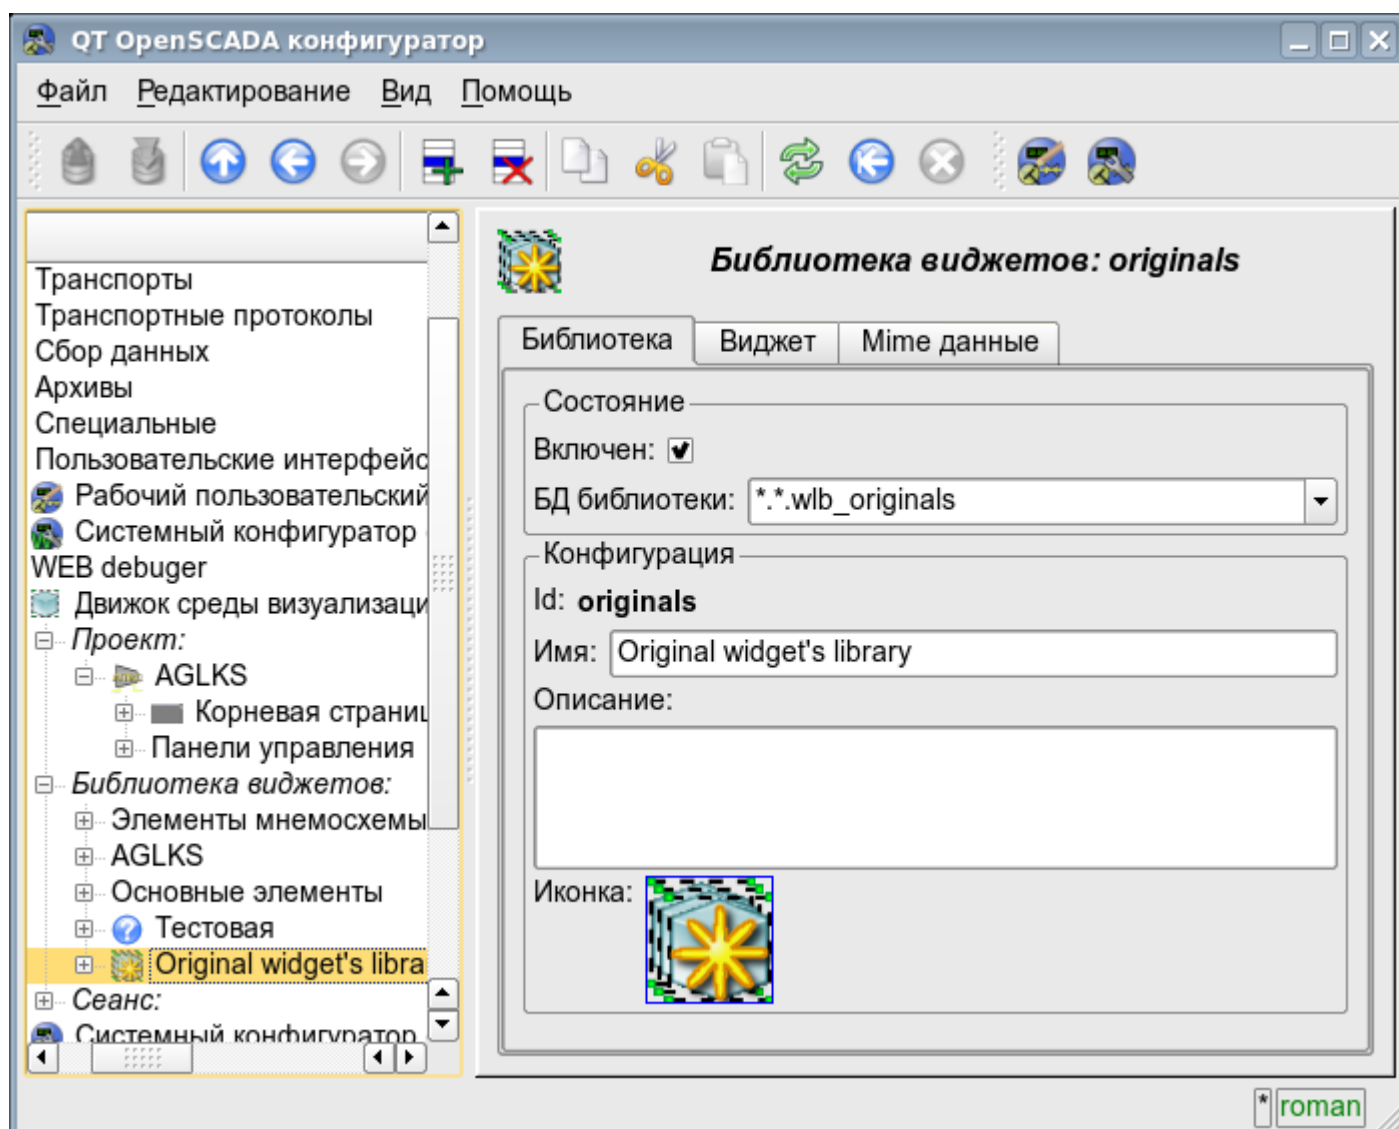 QT OpenSCADA конфигуратор
Файл Редактирование Вид Помощь
Транспорты
Транспортные протоколы
Сбор данных
Архивы
Специальные
Пользовательские интерфейс
Рабочий пользовательский
Системный конфигуратор
WEB debuger
Движок среды визуализаци
Проект:
AGLKS
Корневая страниц
Панели управления
Библиотека виджетов:
Элементы мнемосхемы
AGLKS
Основные элементы
Тестовая
Original widget's libra
Сеанс:
Системный конфигуратор
Библиотека виджетов: originals
Библиотека Виджет Mime данные
Состояние
Включен:
БД библиотеки: *.*.wlb_originals
Конфигурация
Id: originals
Имя: Original widget's library
Описание:
Иконка:
* roman